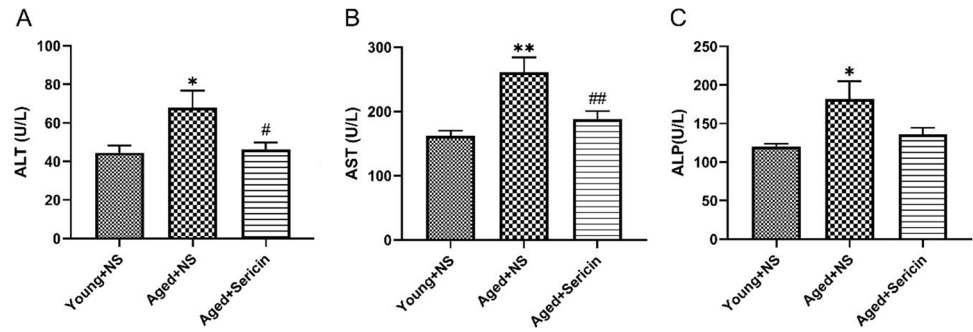 A
ALT (U/L)
100
80
60
40
20
0
*
#
Young+NS
Aged+NS
Aged+Sericin
B
AST (U/L)
300
200
100
0
**
##
Young+NS
Aged+NS
Aged+Sericin
C
ALP(U/L)
250
200
150
100
50
0
*
Young+NS
Aged+NS
Aged+Sericin